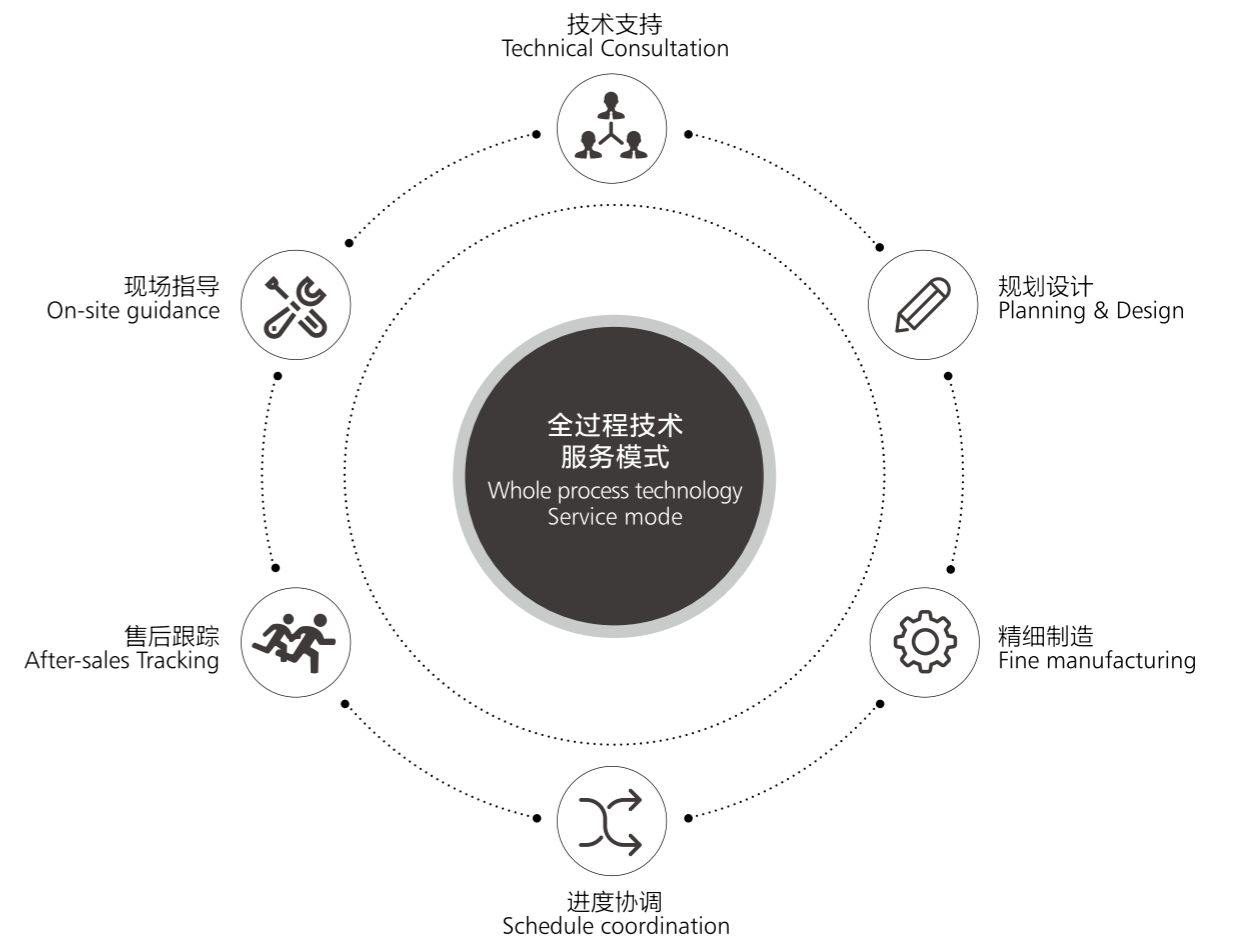 技术支持
Technical Consultation
现场指导
On-site guidance
规划设计
Planning & Design
全过程技术
服务模式
Whole process technology
Service mode
售后跟踪
After-sales Tracking
精细制造
Fine manufacturing
进度协调
Schedule coordination